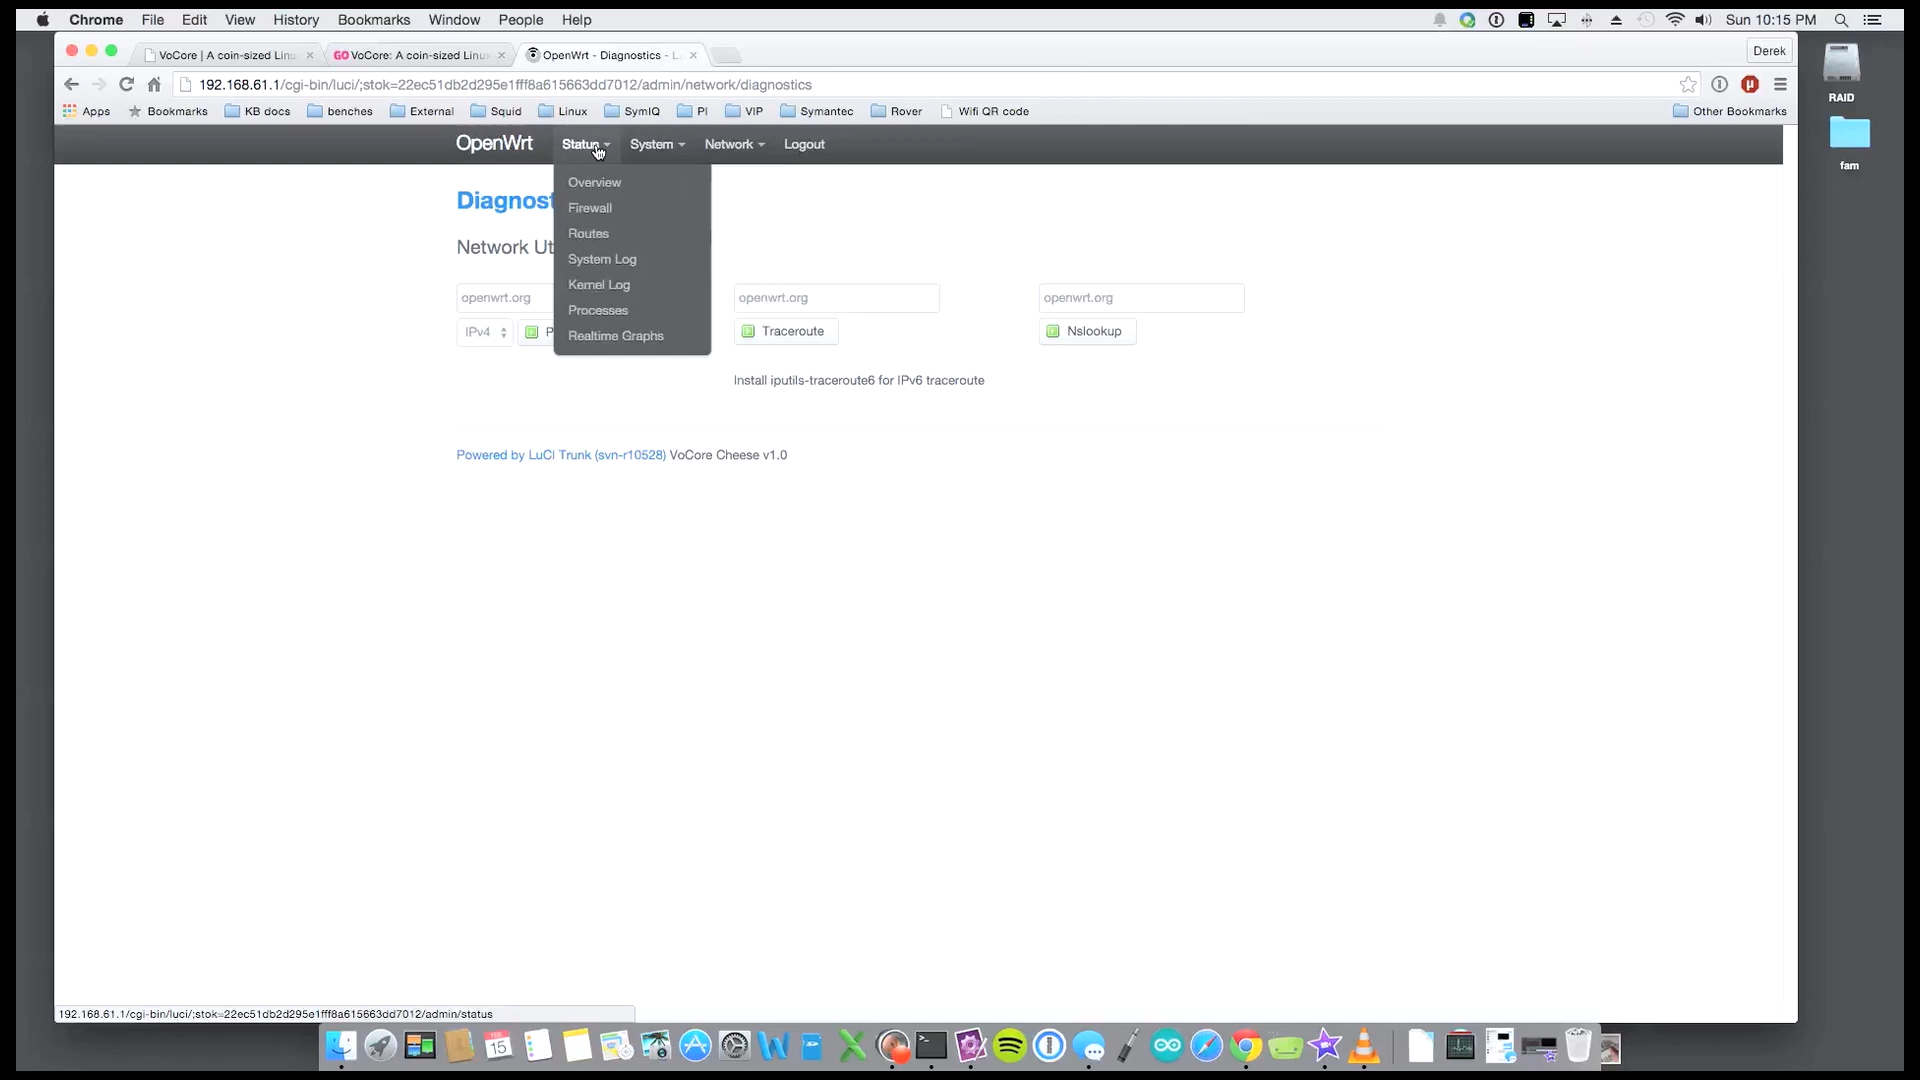 Chrome File Edit View History Bookmarks Window People Help Sun 10:15 PM
VoCore | A coin-sized Linu GO VoCore: A coin-sized Linu OpenWrt - Diagnostics - L Derek
192.168.61.1/cgi-bin/luci/;stok=22ec51db2d295e1fff8a615663dd7012/admin/network/diagnostics
Apps Bookmarks KB docs benches External Squid Linux SymIQ PI VIP Symantec Rover Wifi QR code Other Bookmarks
RAID
fam
OpenWrt Status System Network Logout
Overview
Diagnost
Firewall
Routes
Network Ut
System Log
Kernel Log
openwrt.org openwrt.org openwrt.org
Processes
IPv4 P Traceroute Nslookup
Realtime Graphs
Install iputils-traceroute6 for IPv6 traceroute
Powered by LuCI Trunk (svn-r10528) VoCore Cheese v1.0
192.168.61.1/cgi-bin/luci/;stok=22ec51db2d295e1fff8a615663dd7012/admin/status
15